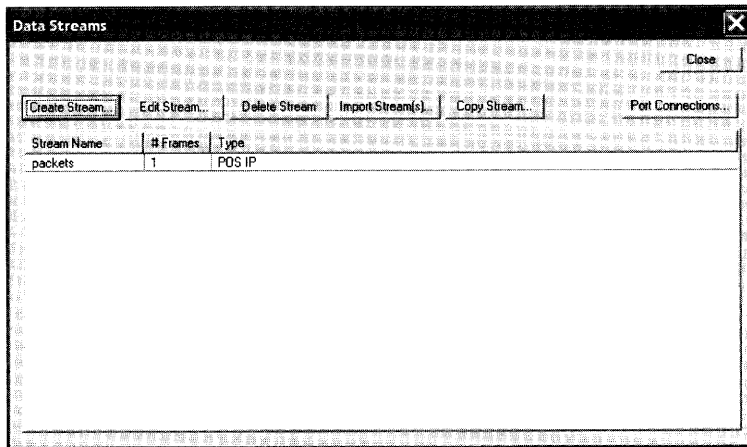 Data Streams
Close
Create Stream... Edit Stream... Delete Stream Import Stream(s)... Copy Stream... Port Connections...
Stream Name # Frames Type
packets 1 POS IP